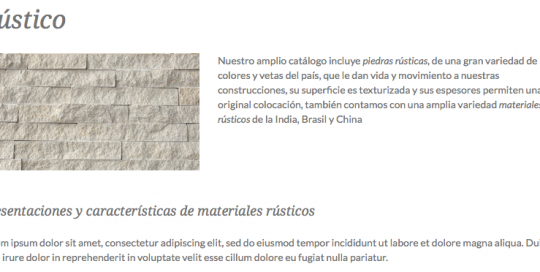 ústico
Nuestro amplio catálogo incluye piedras rústicas, de una gran variedad de
colores y vetas del país, que le dan vida y movimiento a nuestras
construcciones, su superficie es texturizada y sus espesores permiten una
original colocación, también contamos con una amplia variedad materiales
rústicos de la India, Brasil y China
esentaciones y características de materiales rústicos
em ipsum dolor sit amet, consectetur adipiscing elit, sed do eiusmod tempor incididunt ut labore et dolore magna aliqua. Du
irure dolor in reprehenderit in voluptate velit esse cillum dolore eu fugiat nulla pariatur.